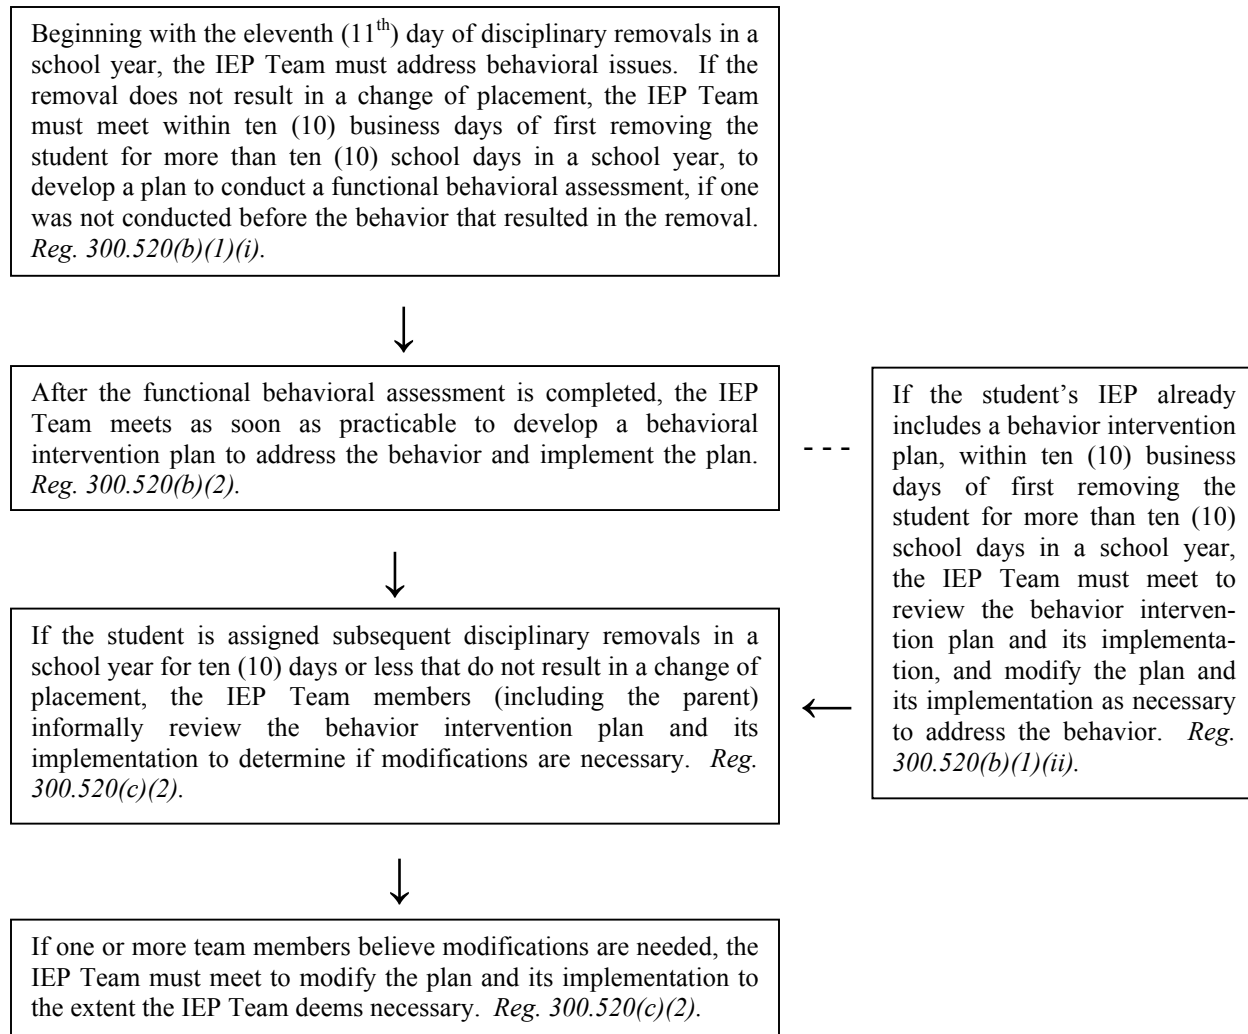 Beginning with the eleventh (11th) day of disciplinary removals in a
school year, the IEP Team must address behavioral issues. If the
removal does not result in a change of placement, the IEP Team
must meet within ten (10) business days of first removing the
student for more than ten (10) school days in a school year, to
develop a plan to conduct a functional behavioral assessment, if one
was not conducted before the behavior that resulted in the removal.
Reg. 300.520(b)(1)(i).
↓
After the functional behavioral assessment is completed, the IEP
Team meets as soon as practicable to develop a behavioral
intervention plan to address the behavior and implement the plan.
Reg. 300.520(b)(2).
- - -
If the student’s IEP already
includes a behavior intervention
plan, within ten (10) business
days of first removing the
student for more than ten (10)
school days in a school year,
the IEP Team must meet to
review the behavior interven-
tion plan and its implementa-
tion, and modify the plan and
its implementation as necessary
to address the behavior. Reg.
300.520(b)(1)(ii).
↓
←
If the student is assigned subsequent disciplinary removals in a
school year for ten (10) days or less that do not result in a change of
placement, the IEP Team members (including the parent)
informally review the behavior intervention plan and its
implementation to determine if modifications are necessary. Reg.
300.520(c)(2).
↓
If one or more team members believe modifications are needed, the
IEP Team must meet to modify the plan and its implementation to
the extent the IEP Team deems necessary. Reg. 300.520(c)(2).